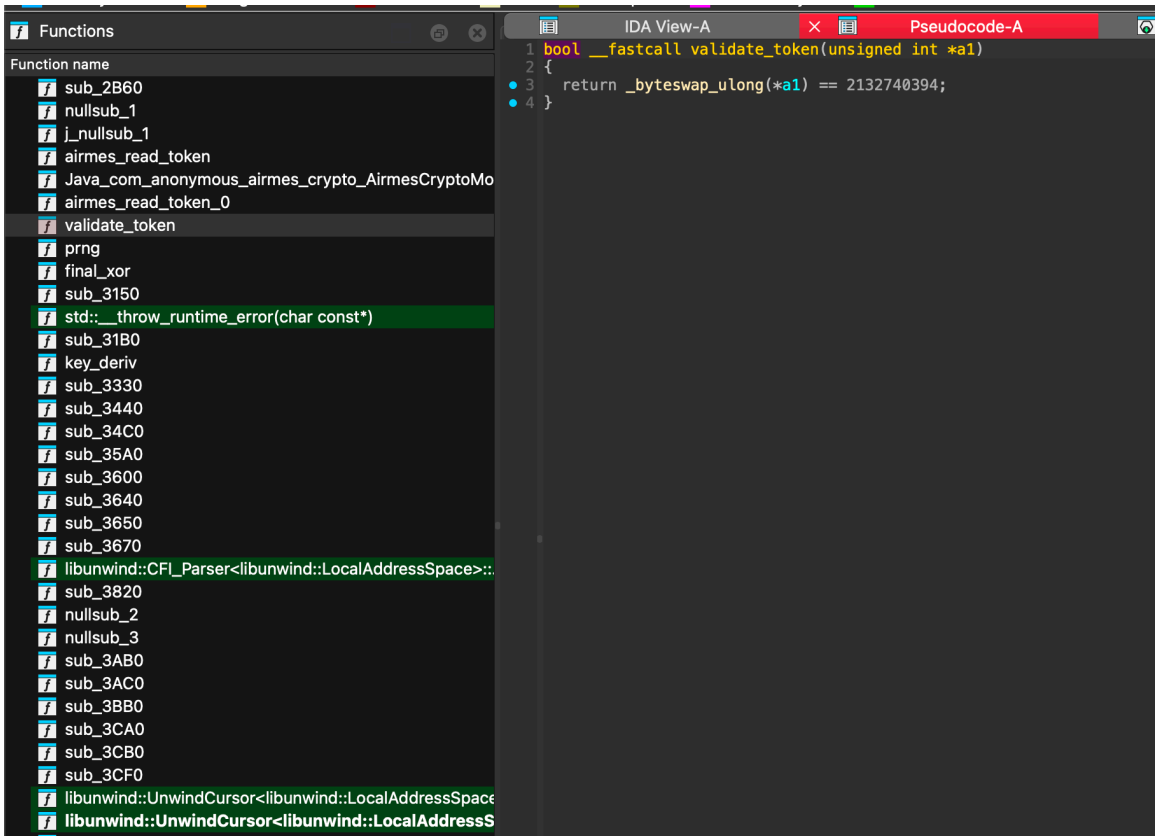 Functions
Function name
sub_2B60
nullsub_1
j_nullsub_1
airmes_read_token
Java_com_anonymous_airmes_crypto_AirmesCryptoMo
airmes_read_token_0
validate_token
prng
final_xor
sub_3150
std::__throw_runtime_error(char const*)
sub_31B0
key_deriv
sub_3330
sub_3440
sub_34C0
sub_35A0
sub_3600
sub_3640
sub_3650
sub_3670
libunwind::CFI_Parser<libunwind::LocalAddressSpace>::.
sub_3820
nullsub_2
nullsub_3
sub_3AB0
sub_3AC0
sub_3BB0
sub_3CA0
sub_3CB0
sub_3CF0
libunwind::UnwindCursor<libunwind::LocalAddressSpace
libunwind::UnwindCursor<libunwind::LocalAddressS
IDA View-A
Pseudocode-A
1 bool __fastcall validate_token(unsigned int *a1)
2 {
3   return _byteswap_ulong(*a1) == 2132740394;
4 }